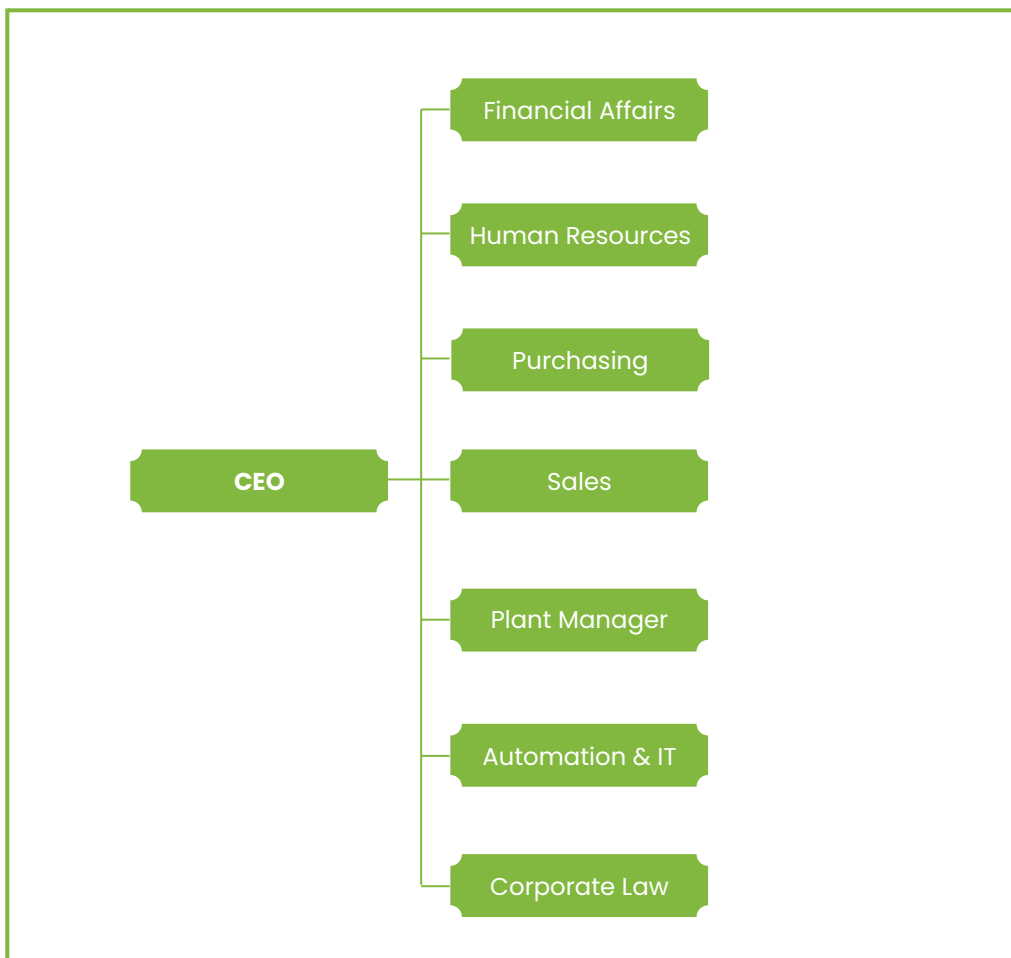 Financial Affairs
Human Resources
Purchasing
CEO
Sales
Plant Manager
Automation & IT
Corporate Law